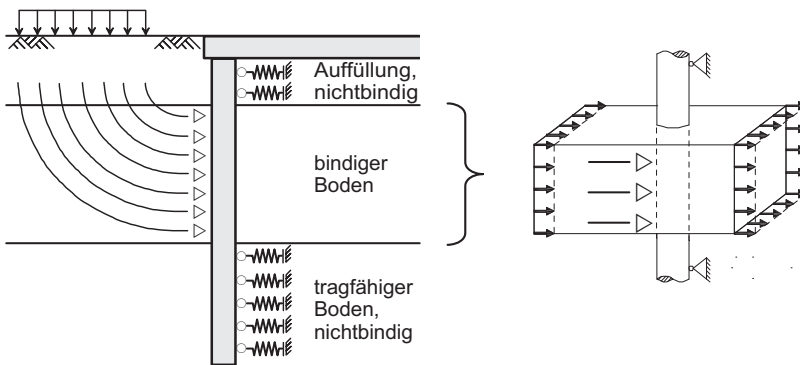 Auffüllung,
nichtbindig
bindiger
Boden
tragfähiger
Boden,
nichtbindig